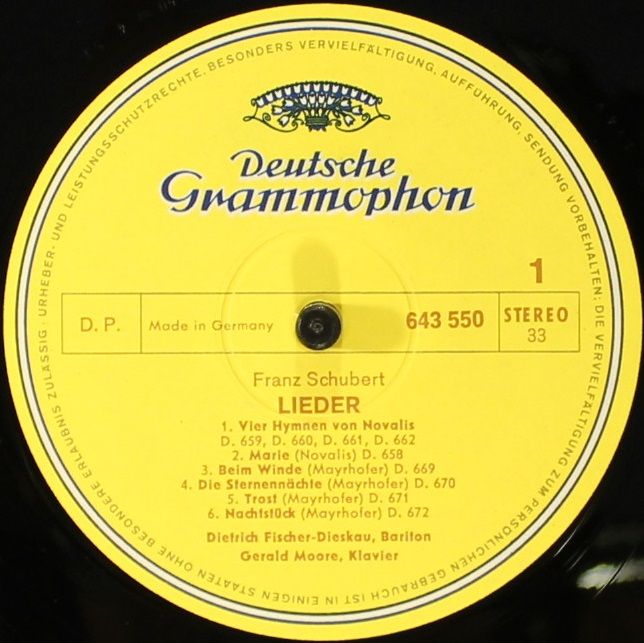 URHEBER- UND LEISTUNGSSCHUTZRECHTE, BESONDERS VERVIELFÄLTIGUNG, AUFFÜHRUNG, SENDUNG VORBEHALTEN; DIE VERVIELFÄLTIGUNG ZUM PERSÖNLICHEN GEBRAUCH IST IN EINIGEN STAATEN OHNE BESONDERE ERLAUBNIS ZULÄSSIG ·
Deutsche
Grammophon
1
D. P.
Made in Germany
643 550
STEREO
33
Franz Schubert
LIEDER
1. Vier Hymnen von Novalis
D. 659, D. 660, D. 661, D. 662
2. Marie (Novalis) D. 658
3. Beim Winde (Mayrhofer) D. 669
4. Die Sternennächte (Mayrhofer) D. 670
5. Trost (Mayrhofer) D. 671
6. Nachtstück (Mayrhofer) D. 672
Dietrich Fischer-Dieskau, Bariton
Gerald Moore, Klavier